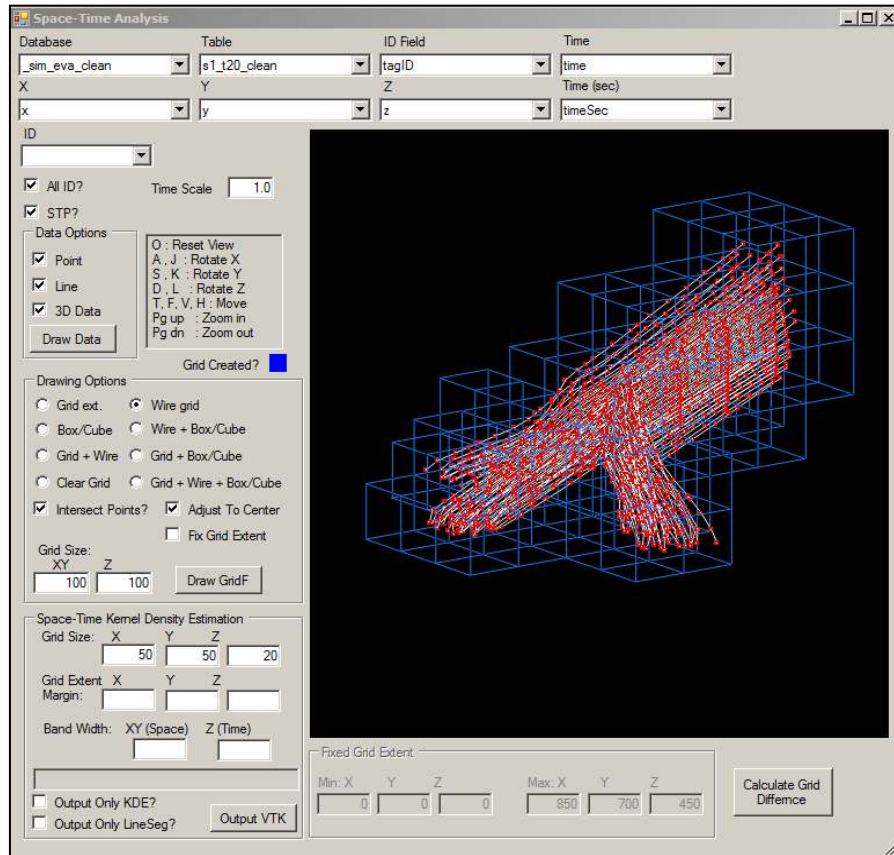 Space-Time Analysis
Database Table ID Field Time
_sim_eva_clean s1_t20_clean tagID time
X Y Z Time (sec)
x y z timeSec
ID
All ID? Time Scale 1.0
STP?
Data Options
Point
Line
3D Data
Draw Data
O : Reset View
A , J : Rotate X
S , K : Rotate Y
D , L : Rotate Z
T, F, V, H : Move
Pg up : Zoom in
Pg dn : Zoom out
Grid Created?
Drawing Options
Grid ext. Wire grid
Box/Cube Wire + Box/Cube
Grid + Wire Grid + Box/Cube
Clear Grid Grid + Wire + Box/Cube
Intersect Points? Adjust To Center
Fix Grid Extent
Grid Size:
XY Z
100 100 Draw GridF
Space-Time Kernel Density Estimation
Grid Size: X Y Z
50 50 20
Grid Extent X Y Z
Margin:
Band Width: XY (Space) Z (Time)
Output Only KDE?
Output Only LineSeg? Output VTK
Fixed Grid Extent
Min: X Y Z Max: X Y Z
0 0 0 850 700 450
Calculate Grid
Differnce